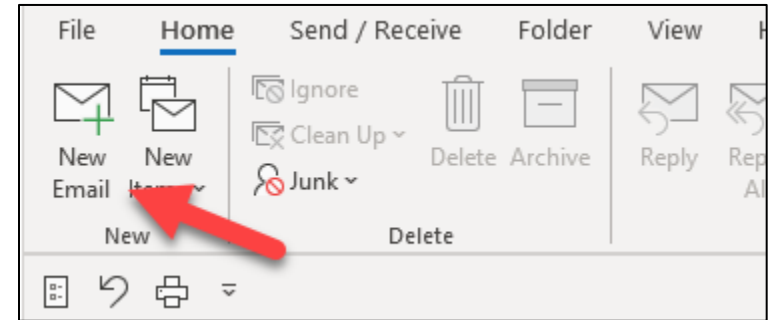 File Home Send / Receive Folder View
Ignore
Clean Up
Junk
New Email
New
Delete Archive
Reply
New
Delete